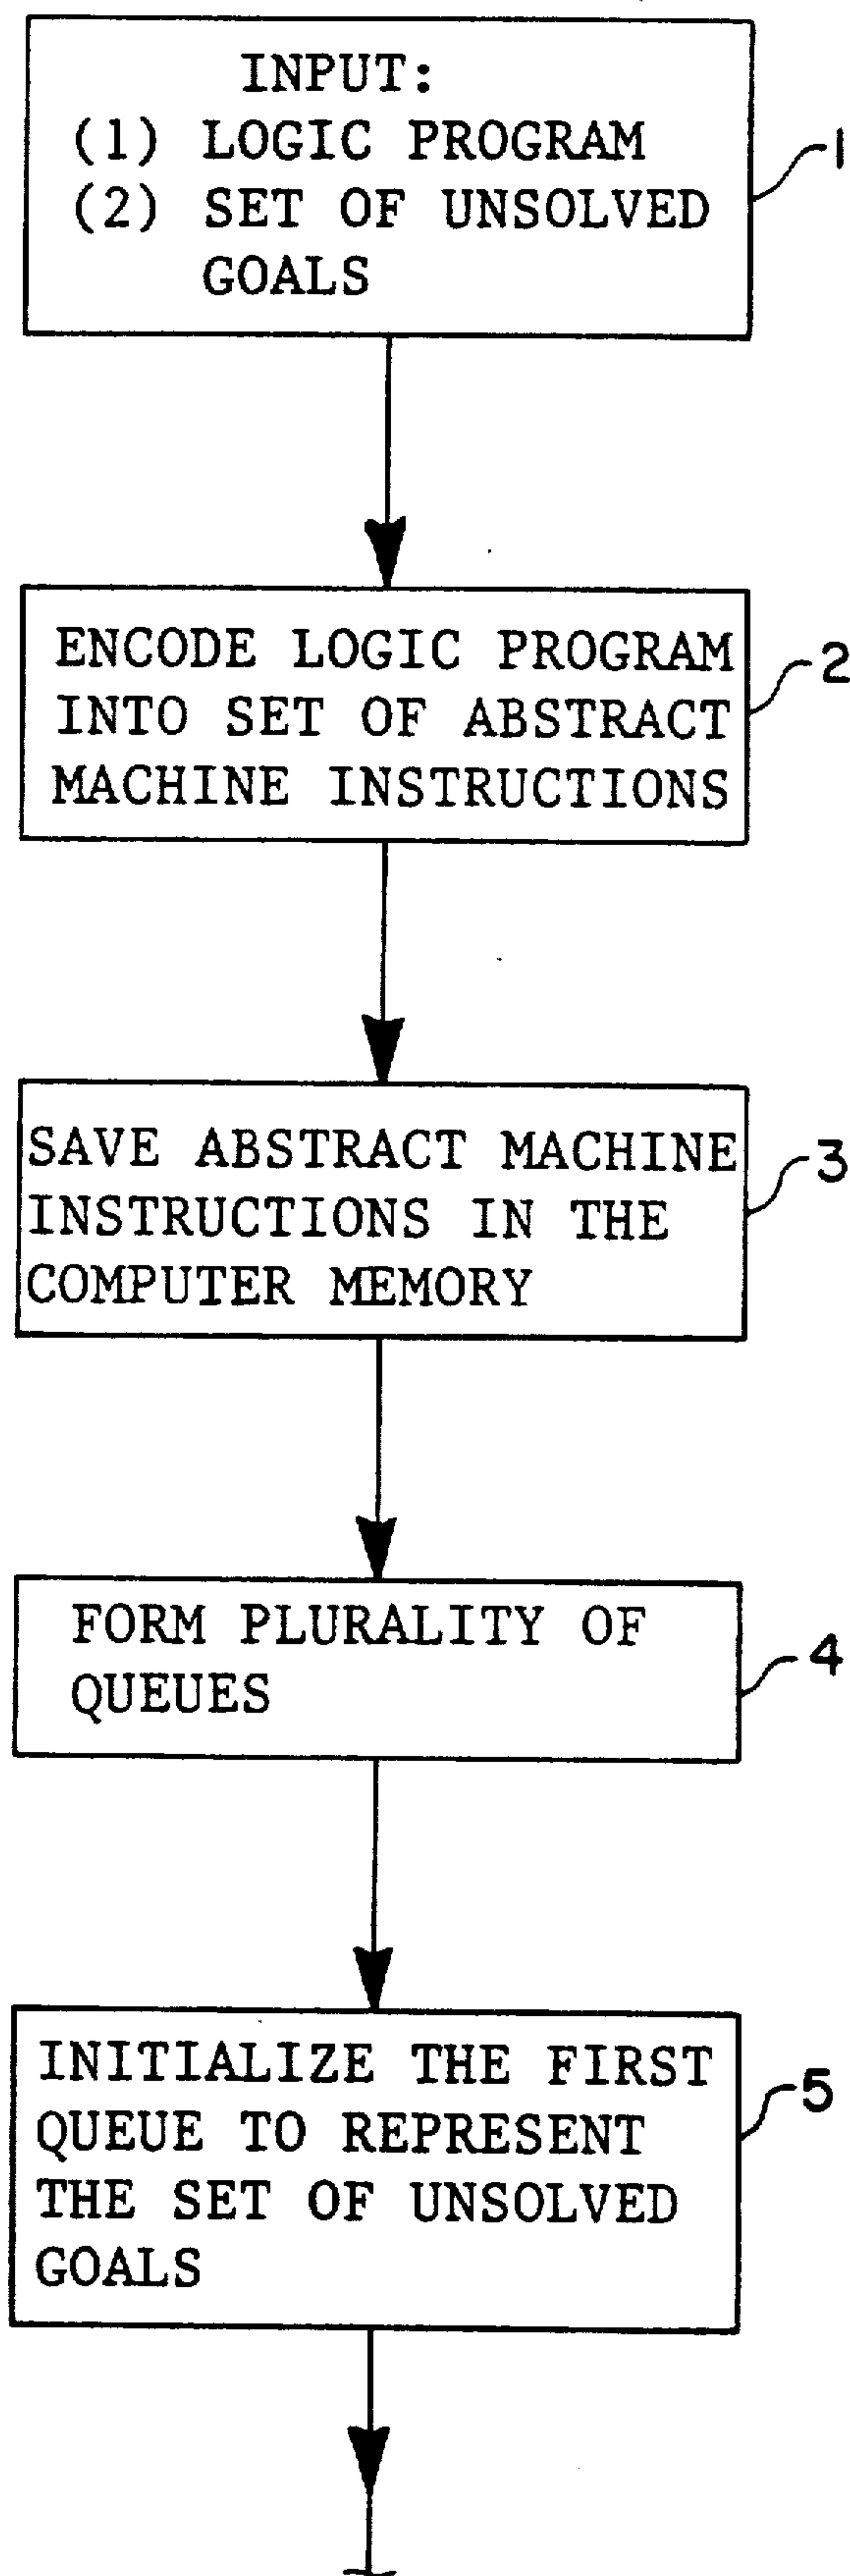 INPUT:
(1) LOGIC PROGRAM
(2) SET OF UNSOLVED
GOALS
1
ENCODE LOGIC PROGRAM
INTO SET OF ABSTRACT
MACHINE INSTRUCTIONS
2
SAVE ABSTRACT MACHINE
INSTRUCTIONS IN THE
COMPUTER MEMORY
3
FORM PLURALITY OF
QUEUES
4
INITIALIZE THE FIRST
QUEUE TO REPRESENT
THE SET OF UNSOLVED
GOALS
5